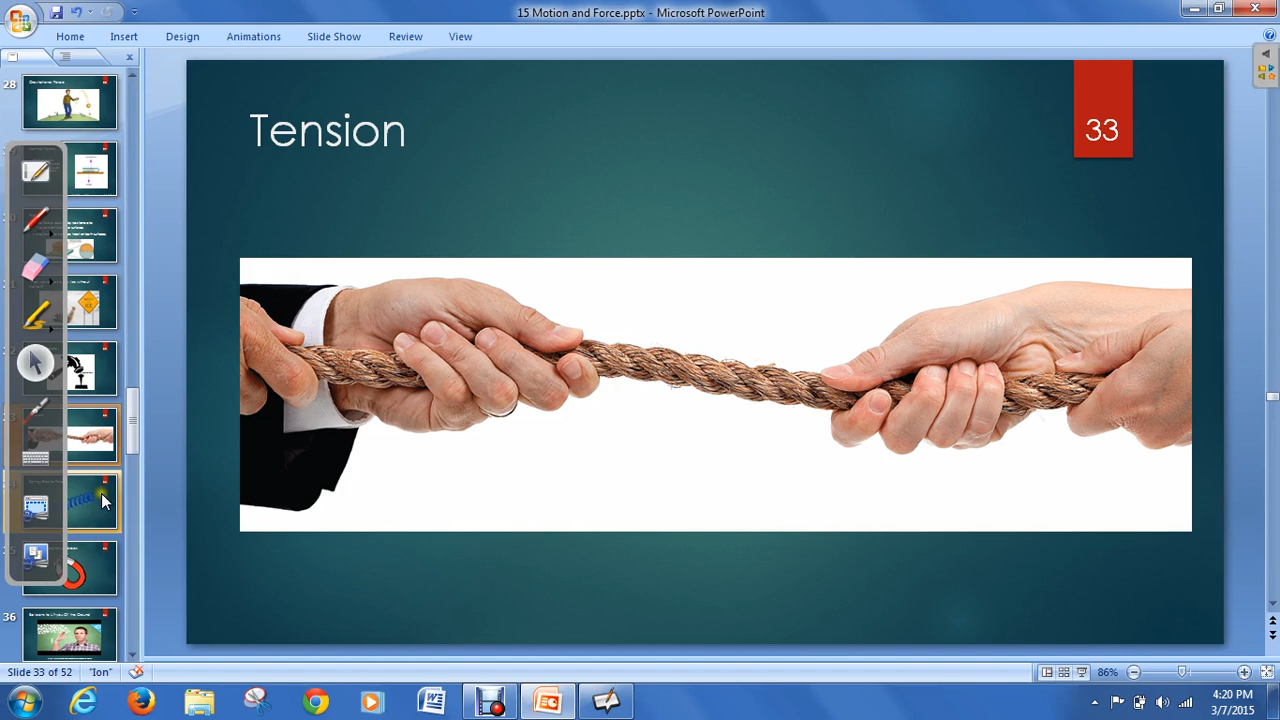 15 Motion and Force.pptx - Microsoft PowerPoint
Home Insert Design Animations Slide Show Review View
28
Tension
33
36
Slide 33 of 52 "Ion" 86%
4:20 PM
3/7/2015